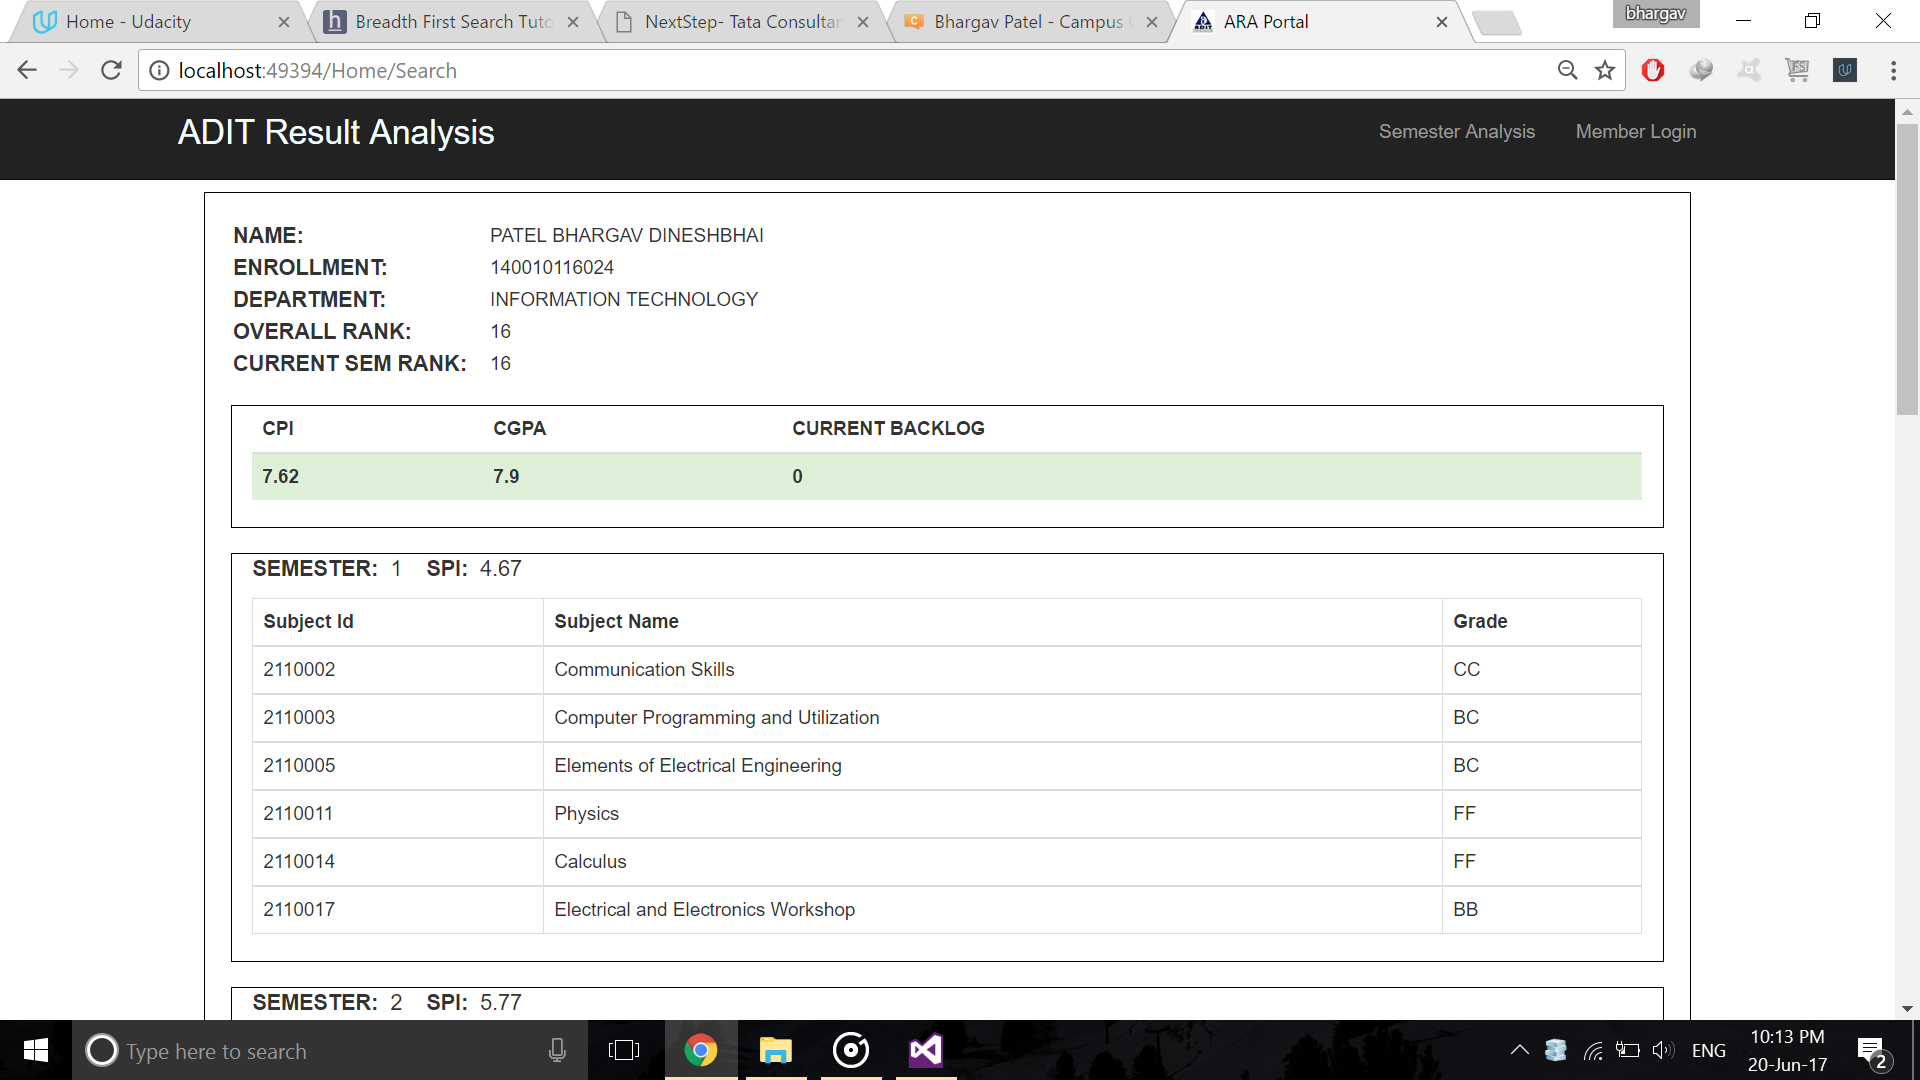 Home - Udacity
Breadth First Search Tuto
NextStep- Tata Consultan
Bhargav Patel - Campus
ARA Portal
bhargav
localhost:49394/Home/Search
ADIT Result Analysis
Semester Analysis
Member Login
NAME: PATEL BHARGAV DINESHBHAI
ENROLLMENT: 140010116024
DEPARTMENT: INFORMATION TECHNOLOGY
OVERALL RANK: 16
CURRENT SEM RANK: 16
CPI CGPA CURRENT BACKLOG
7.62 7.9 0
SEMESTER: 1 SPI: 4.67
Subject Id Subject Name Grade
2110002 Communication Skills CC
2110003 Computer Programming and Utilization BC
2110005 Elements of Electrical Engineering BC
2110011 Physics FF
2110014 Calculus FF
2110017 Electrical and Electronics Workshop BB
SEMESTER: 2 SPI: 5.77
Type here to search
ENG
10:13 PM
20-Jun-17
2